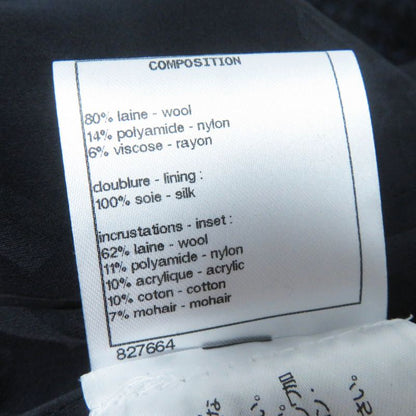 COMPOSITION
80% laine - wool
14% polyamide - nylon
6% viscose - rayon
doublure - lining :
100% soie - silk
incrustations - inset :
62% laine - wool
11% polyamide - nylon
10% acrylique - acrylic
10% coton - cotton
7% mohair - mohair
827664